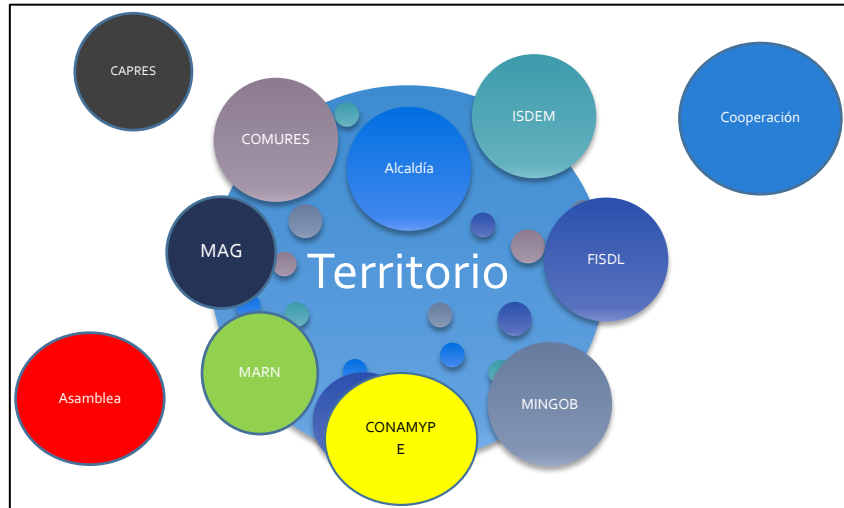 CAPRES
COMURES
ISDEM
Cooperación
Alcaldía
MAG
Territorio
FISDL
MARN
Asamblea
MINGOB
CONAMYP
E